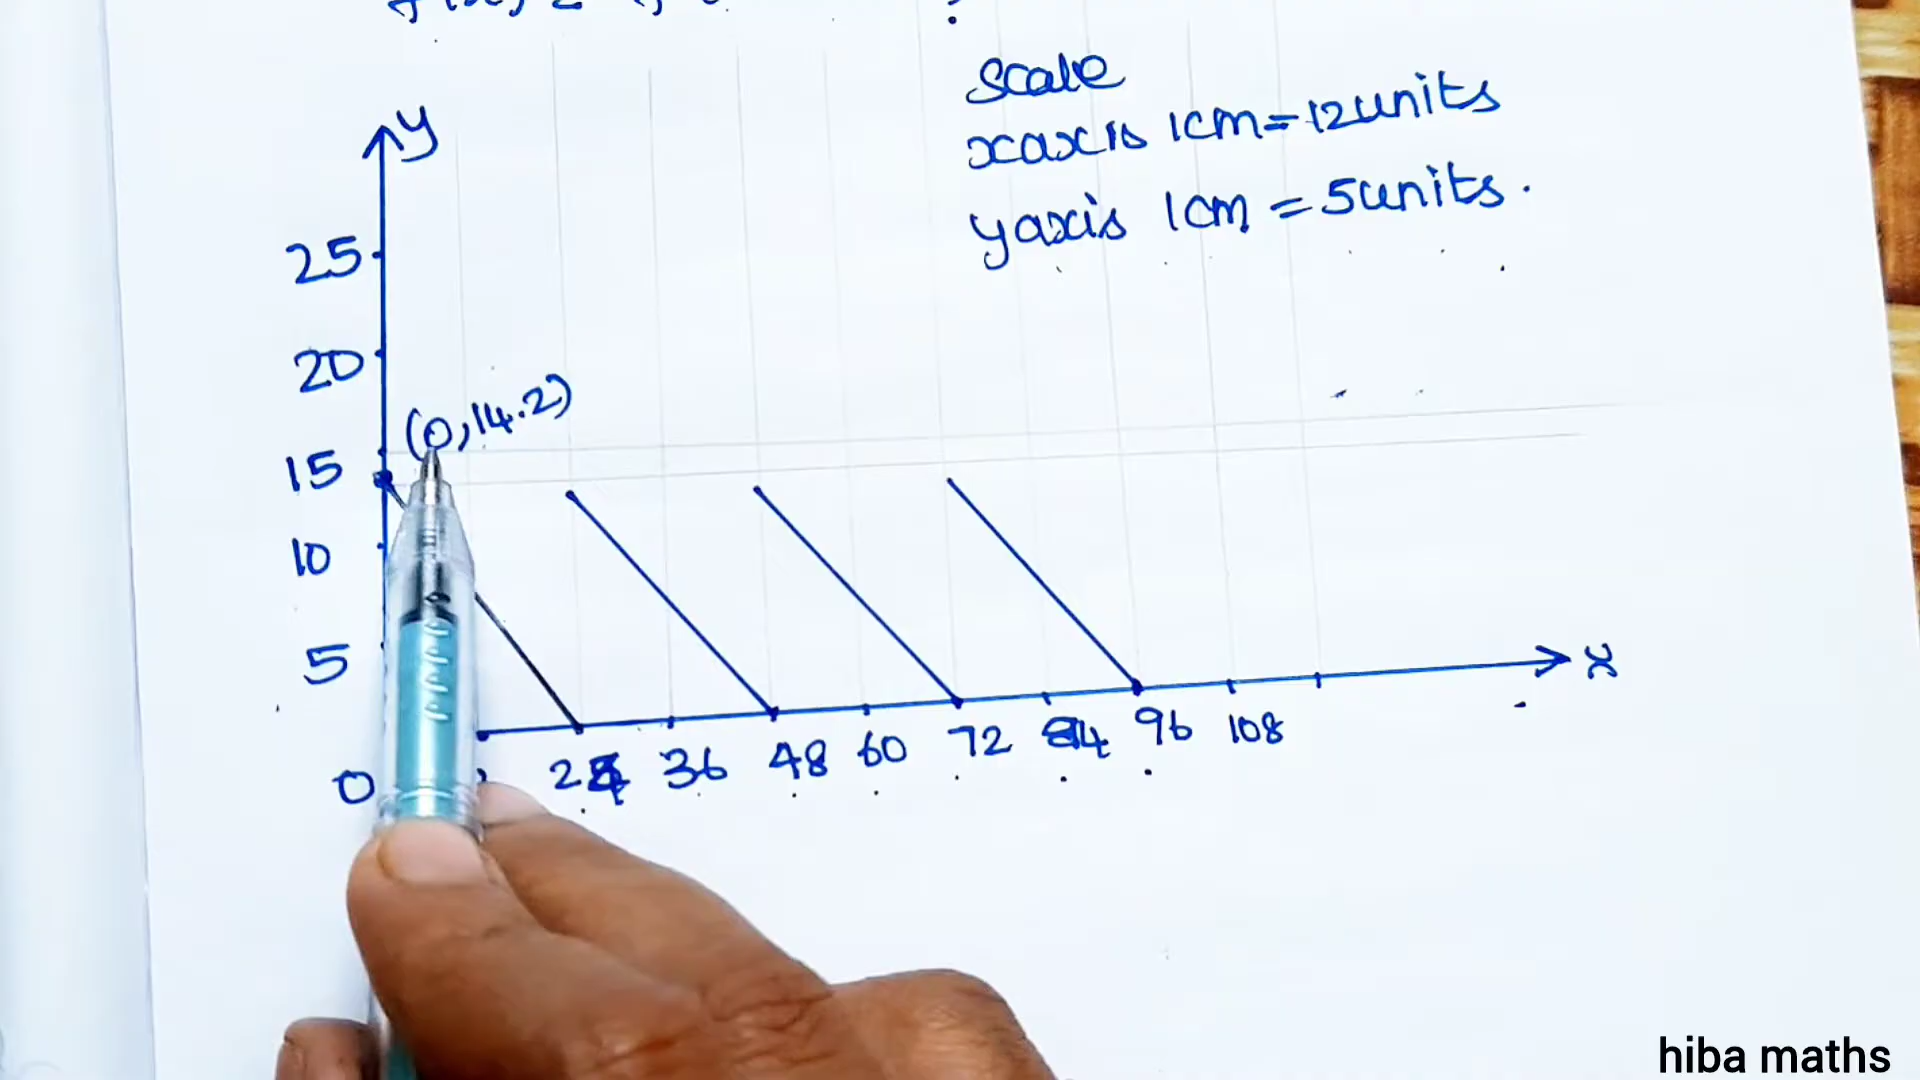 Scale
x axis 1cm = 12 units
y axis 1cm = 5 units.
y
25
20
(0, 14.2)
15
10
5
x
0 24 36 48 60 72 84 96 108
hiba maths